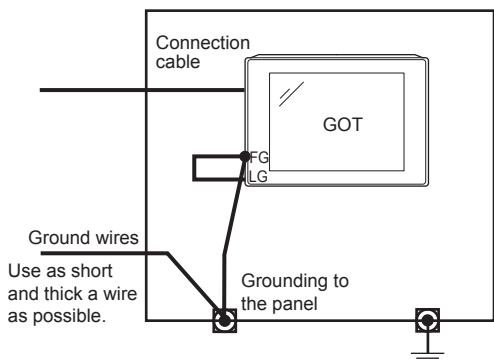 Connection
cable
GOT
FG
LG
Ground wires
Use as short
and thick a wire
as possible.
Grounding to
the panel